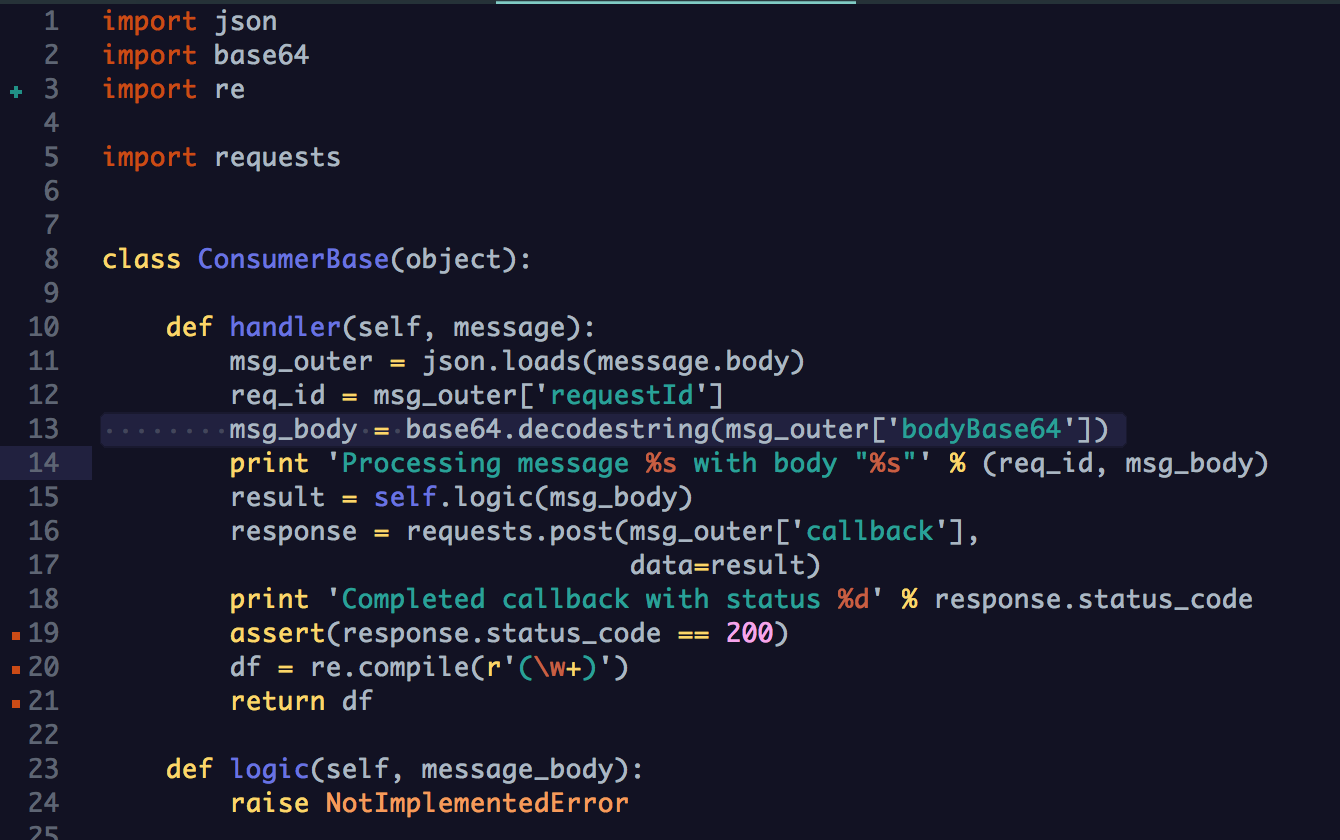 1 import json
2 import base64
+ 3 import re
4
5 import requests
6
7
8 class ConsumerBase(object):
9
10     def handler(self, message):
11         msg_outer = json.loads(message.body)
12         req_id = msg_outer['requestId']
13         msg_body = base64.decodestring(msg_outer['bodyBase64'])
14         print 'Processing message %s with body "%s"' % (req_id, msg_body)
15         result = self.logic(msg_body)
16         response = requests.post(msg_outer['callback'],
17                                  data=result)
18         print 'Completed callback with status %d' % response.status_code
19         assert(response.status_code == 200)
20         df = re.compile(r'(\w+)')
21         return df
22
23     def logic(self, message_body):
24         raise NotImplementedError
25